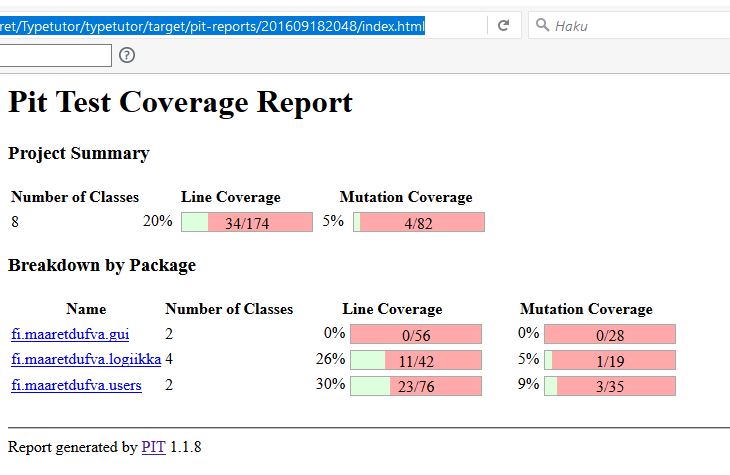 ret/Typetutor/typetutor/target/pit-reports/201609182048/index.html Haku
Pit Test Coverage Report
Project Summary
Number of Classes Line Coverage Mutation Coverage
8 20% 34/174 5% 4/82
Breakdown by Package
Name Number of Classes Line Coverage Mutation Coverage
fi.maaretdufva.gui 2 0% 0/56 0% 0/28
fi.maaretdufva.logiikka 4 26% 11/42 5% 1/19
fi.maaretdufva.users 2 30% 23/76 9% 3/35
Report generated by PIT 1.1.8